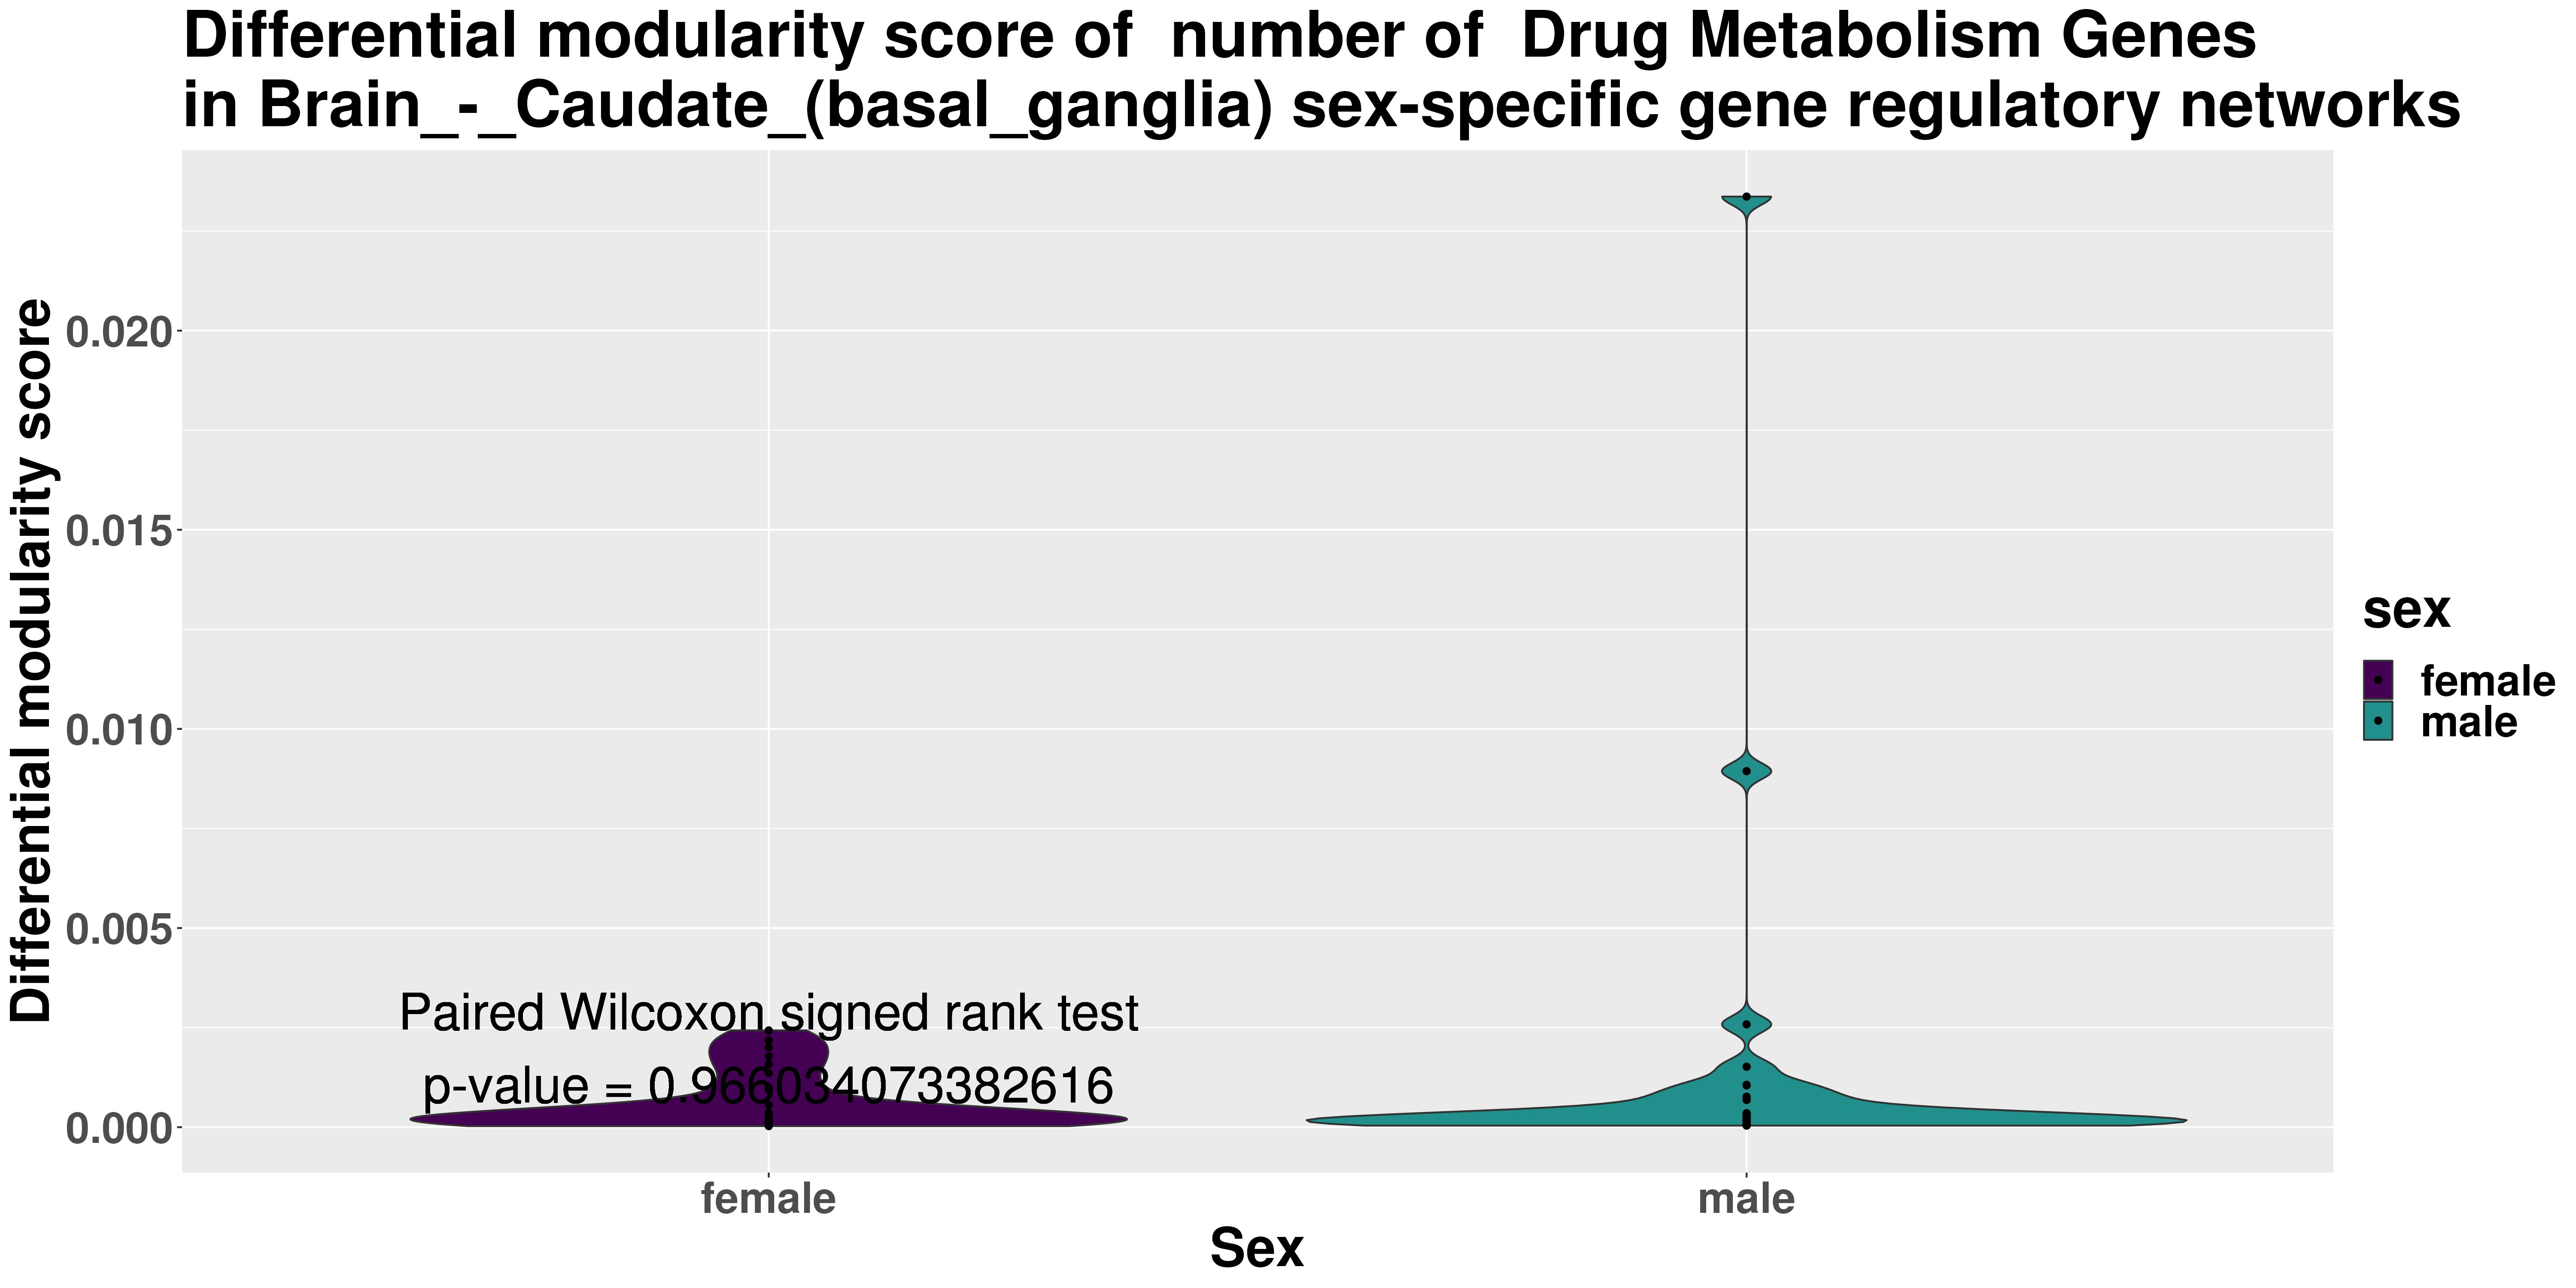 Differential modularity score of  number of  Drug Metabolism Genes
in Brain_-_Caudate_(basal_ganglia) sex-specific gene regulatory networks
Differential modularity score
0.020
0.015
0.010
0.005
0.000
Paired Wilcoxon signed rank test
p-value = 0.966034073382616
female
male
Sex
sex
female
male